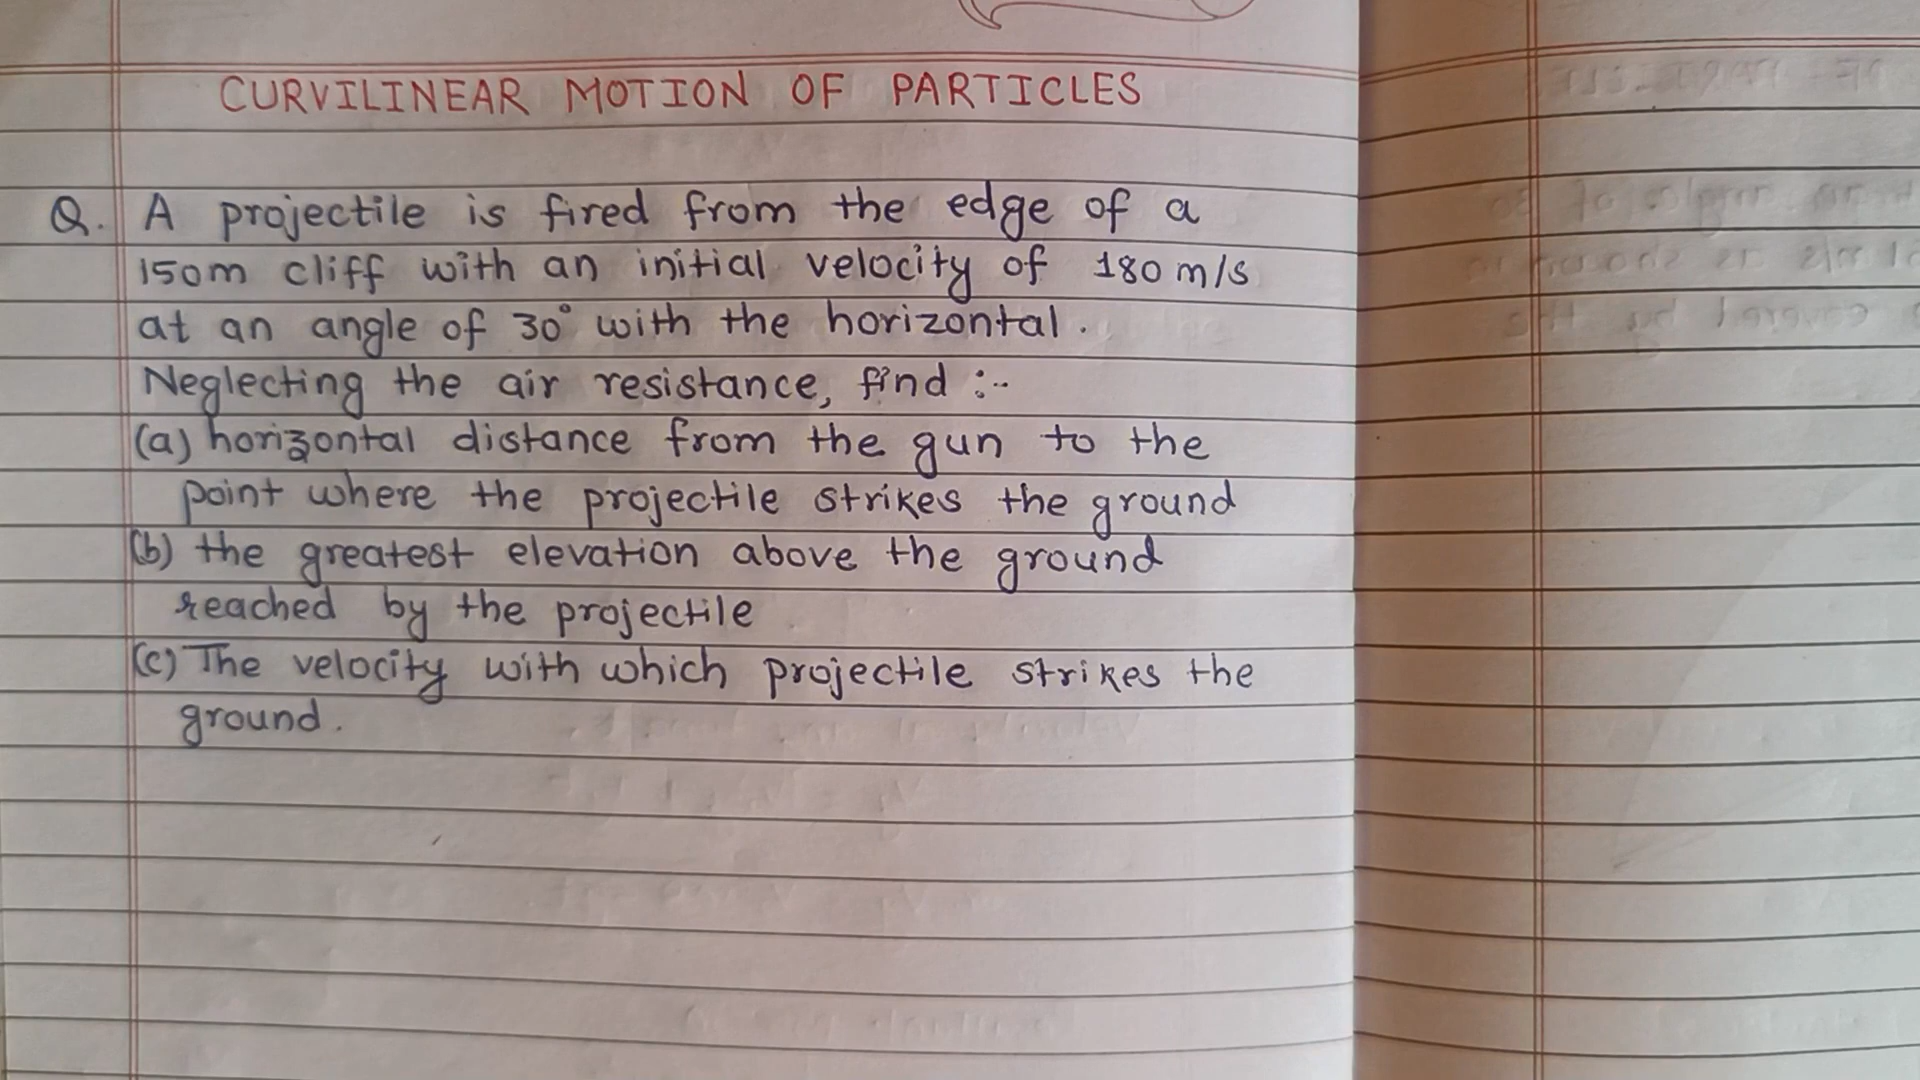 CURVILINEAR MOTION OF PARTICLES
Q. A projectile is fired from the edge of a
150m cliff with an initial velocity of 180 m/s
at an angle of 30° with the horizontal.
Neglecting the air resistance, find :--
(a) horizontal distance from the gun to the
point where the projectile strikes the ground
(b) the greatest elevation above the ground
reached by the projectile
(c) The velocity with which projectile strikes the
ground.